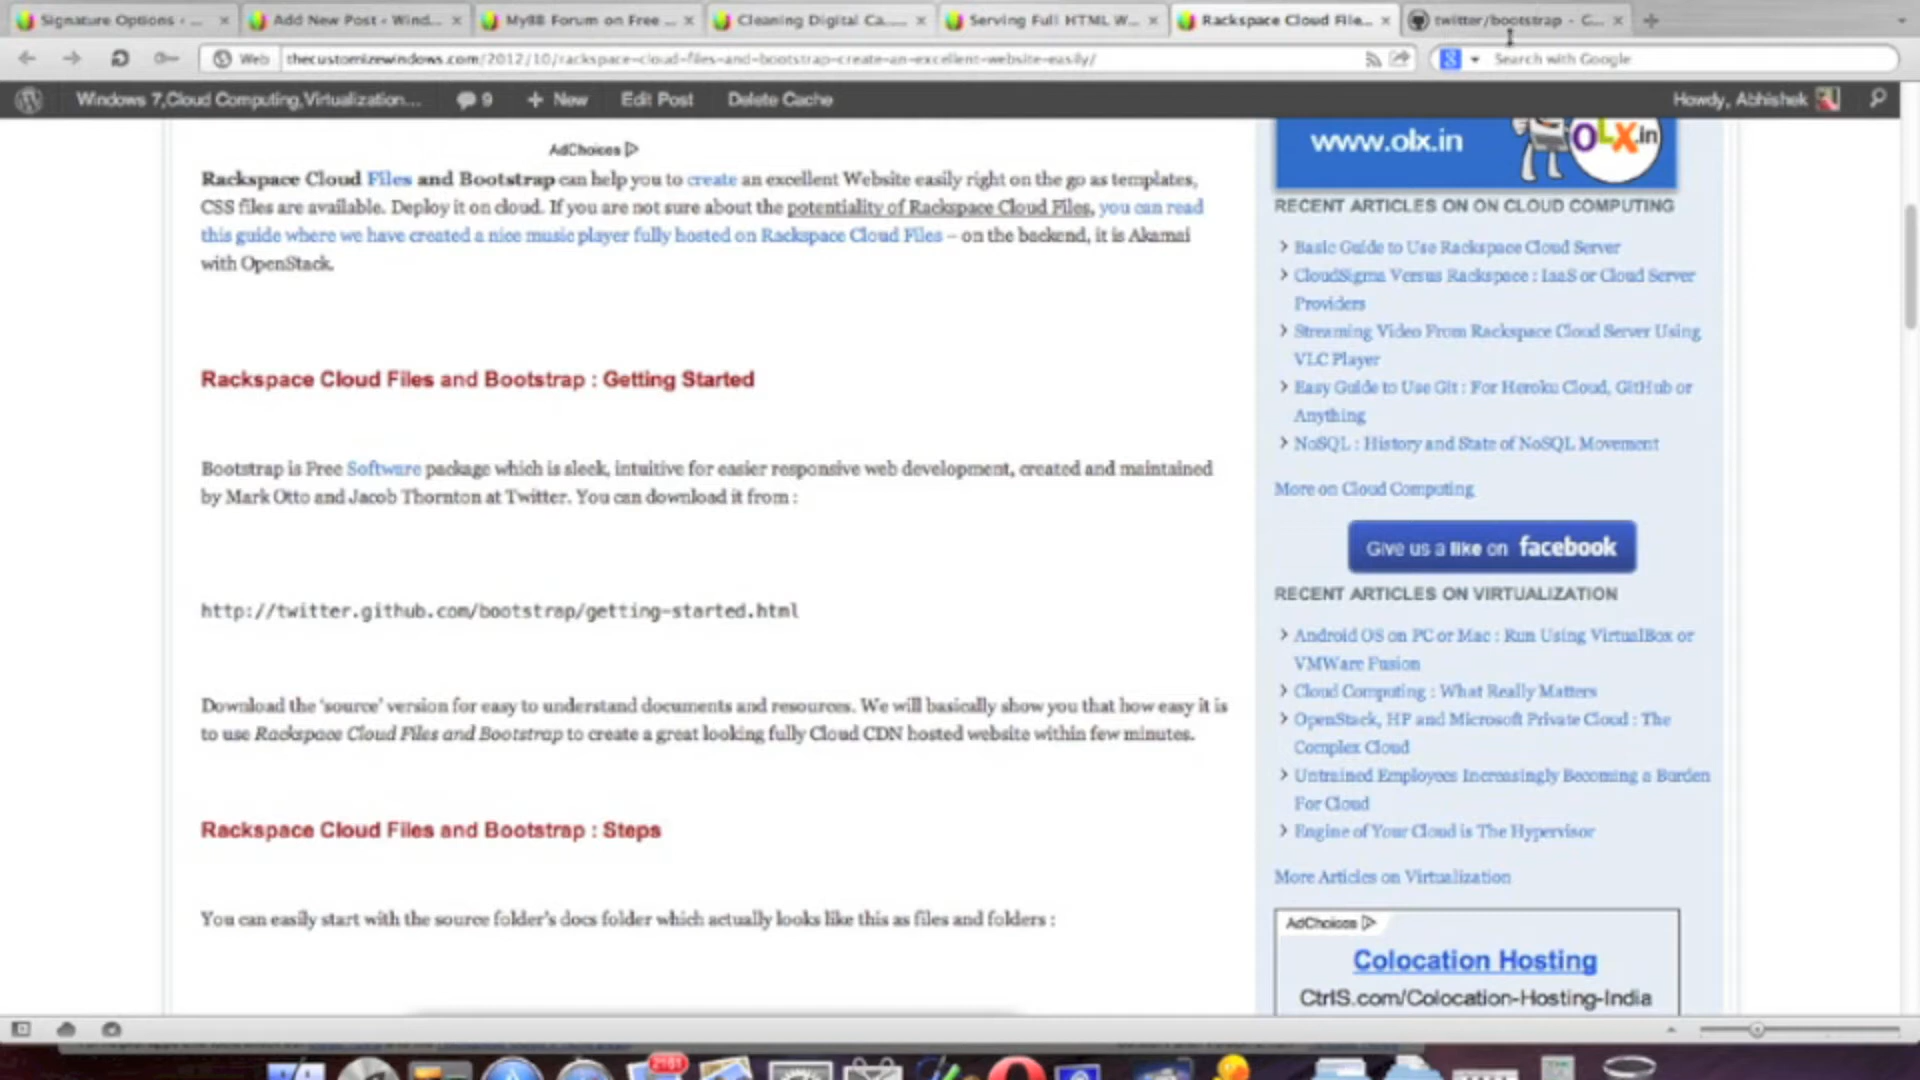 Signature Options ‹ ...
Add New Post ‹ Wind...
My88 Forum on Free ...
Cleaning Digital Ca...
Serving Full HTML W...
Rackspace Cloud File...
twitter/bootstrap - G...
Web
thecustomizewindows.com/2012/10/rackspace-cloud-files-and-bootstrap-create-an-excellent-website-easily/
Search with Google
Windows 7,Cloud Computing,Virtualization...
9
+ New
Edit Post
Delete Cache
Howdy, Abhishek
AdChoices
Rackspace Cloud Files and Bootstrap can help you to create an excellent Website easily right on the go as templates,
CSS files are available. Deploy it on cloud. If you are not sure about the potentiality of Rackspace Cloud Files, you can read
this guide where we have created a nice music player fully hosted on Rackspace Cloud Files – on the backend, it is Akamai
with OpenStack.
Rackspace Cloud Files and Bootstrap : Getting Started
Bootstrap is Free Software package which is sleek, intuitive for easier responsive web development, created and maintained
by Mark Otto and Jacob Thornton at Twitter. You can download it from :
http://twitter.github.com/bootstrap/getting-started.html
Download the ‘source’ version for easy to understand documents and resources. We will basically show you that how easy it is
to use Rackspace Cloud Files and Bootstrap to create a great looking fully Cloud CDN hosted website within few minutes.
Rackspace Cloud Files and Bootstrap : Steps
You can easily start with the source folder’s docs folder which actually looks like this as files and folders :
www.olx.in
OLX.in
RECENT ARTICLES ON ON CLOUD COMPUTING
Basic Guide to Use Rackspace Cloud Server
CloudSigma Versus Rackspace : IaaS or Cloud Server
Providers
Streaming Video From Rackspace Cloud Server Using
VLC Player
Easy Guide to Use Git : For Heroku Cloud, GitHub or
Anything
NoSQL : History and State of NoSQL Movement
More on Cloud Computing
Give us a like on facebook
RECENT ARTICLES ON VIRTUALIZATION
Android OS on PC or Mac : Run Using VirtualBox or
VMWare Fusion
Cloud Computing : What Really Matters
OpenStack, HP and Microsoft Private Cloud : The
Complex Cloud
Untrained Employees Increasingly Becoming a Burden
For Cloud
Engine of Your Cloud is The Hypervisor
More Articles on Virtualization
AdChoices
Colocation Hosting
CtrlS.com/Colocation-Hosting-India